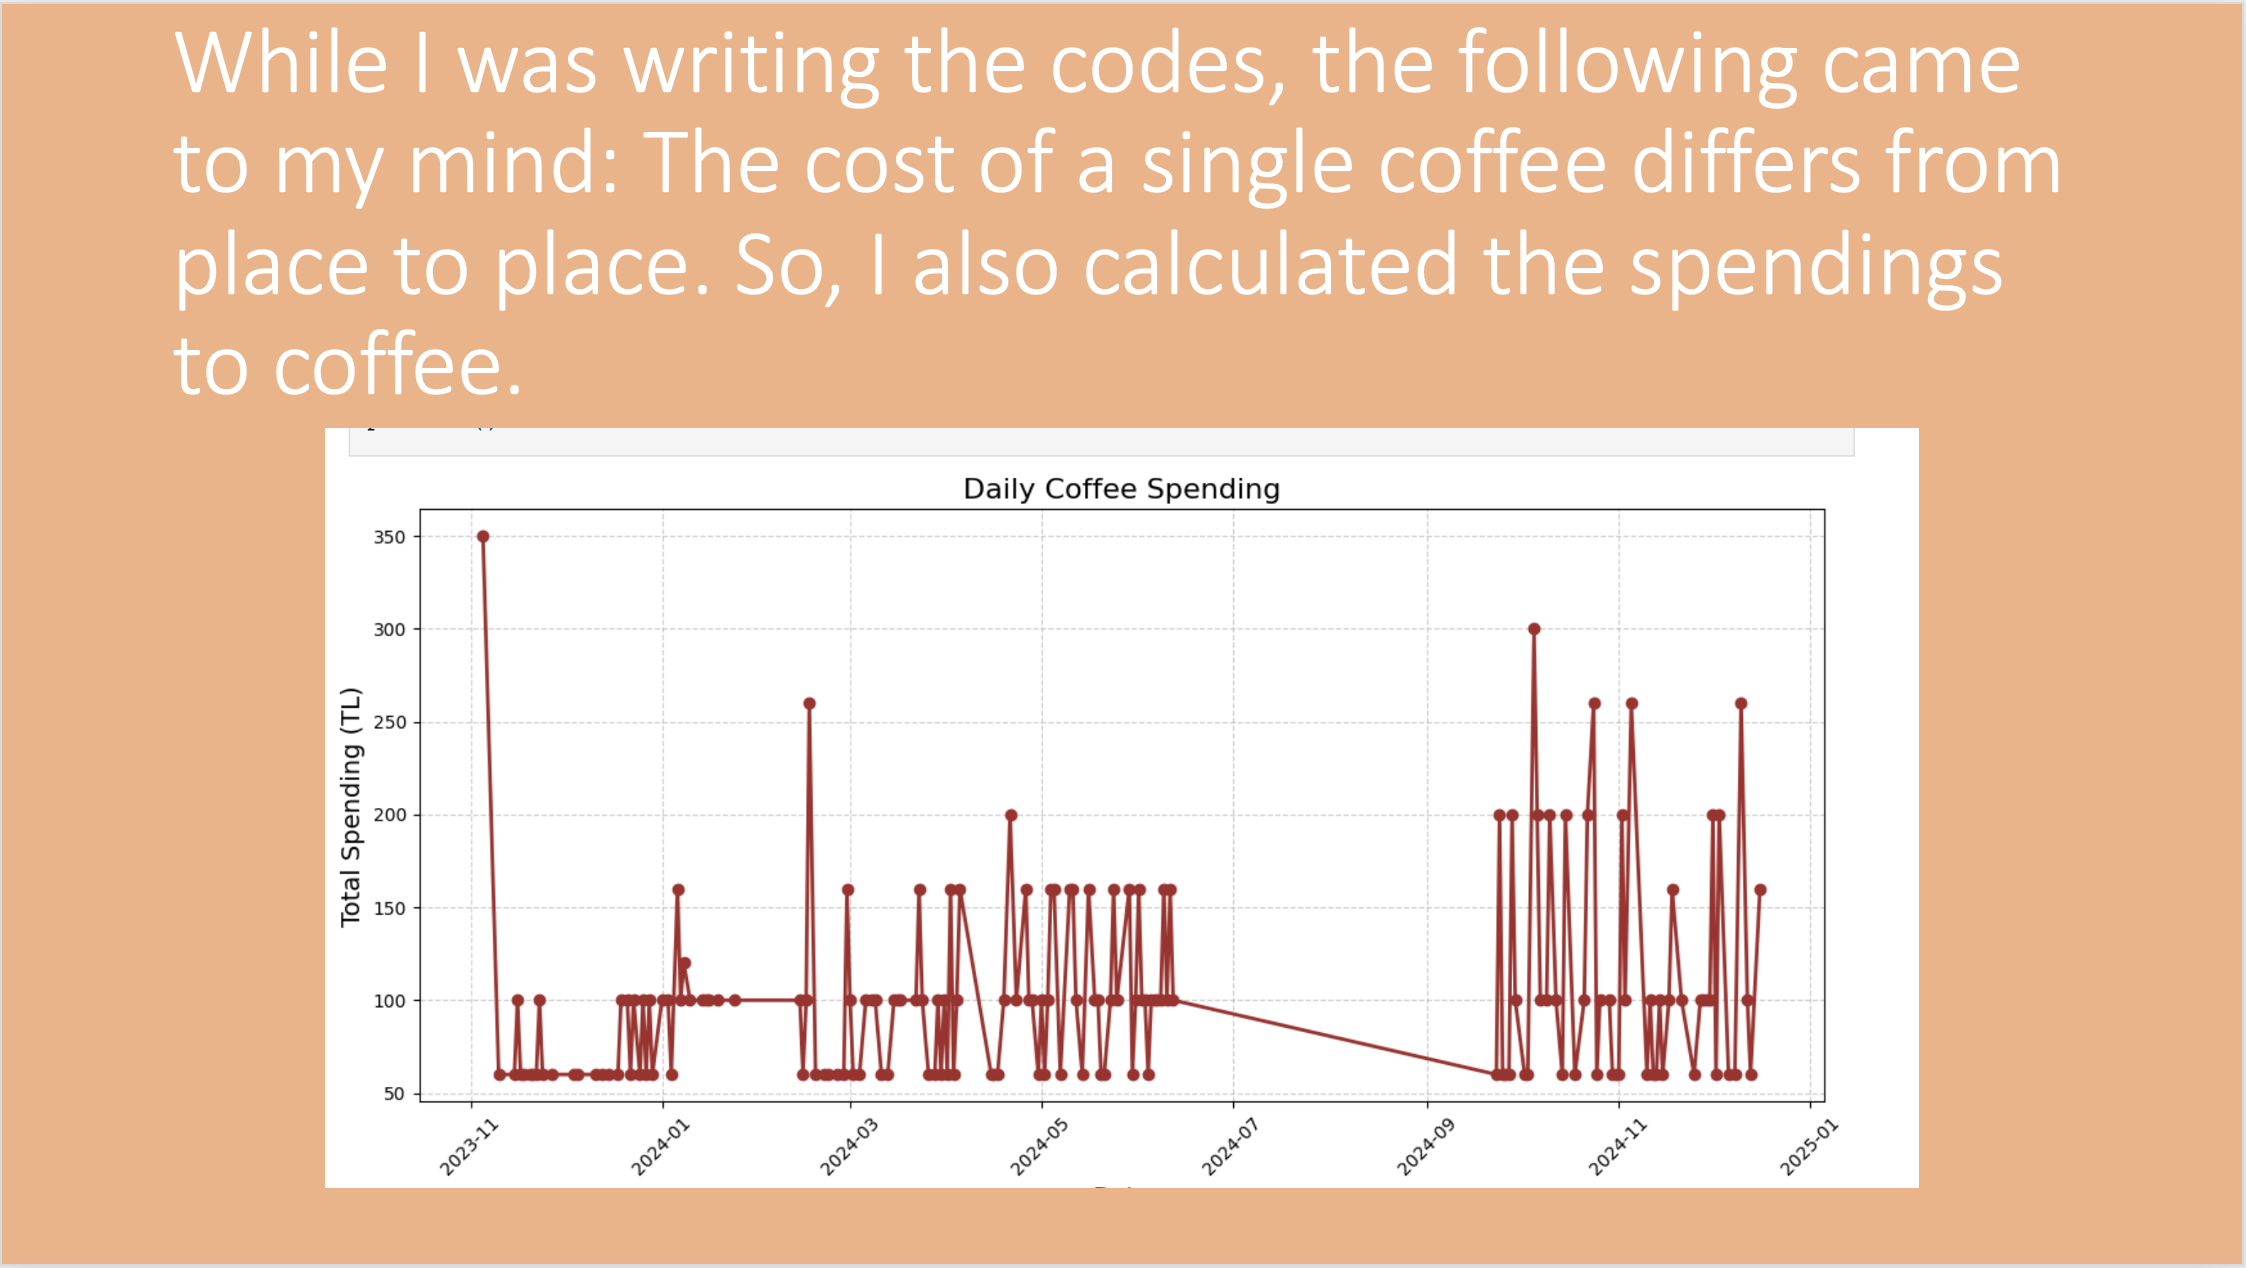 While I was writing the codes, the following came
to my mind: The cost of a single coffee differs from
place to place. So, I also calculated the spendings
to coffee.
Daily Coffee Spending
Total Spending (TL)
350
300
250
200
150
100
50
2023-11
2024-01
2024-03
2024-05
2024-07
2024-09
2024-11
2025-01